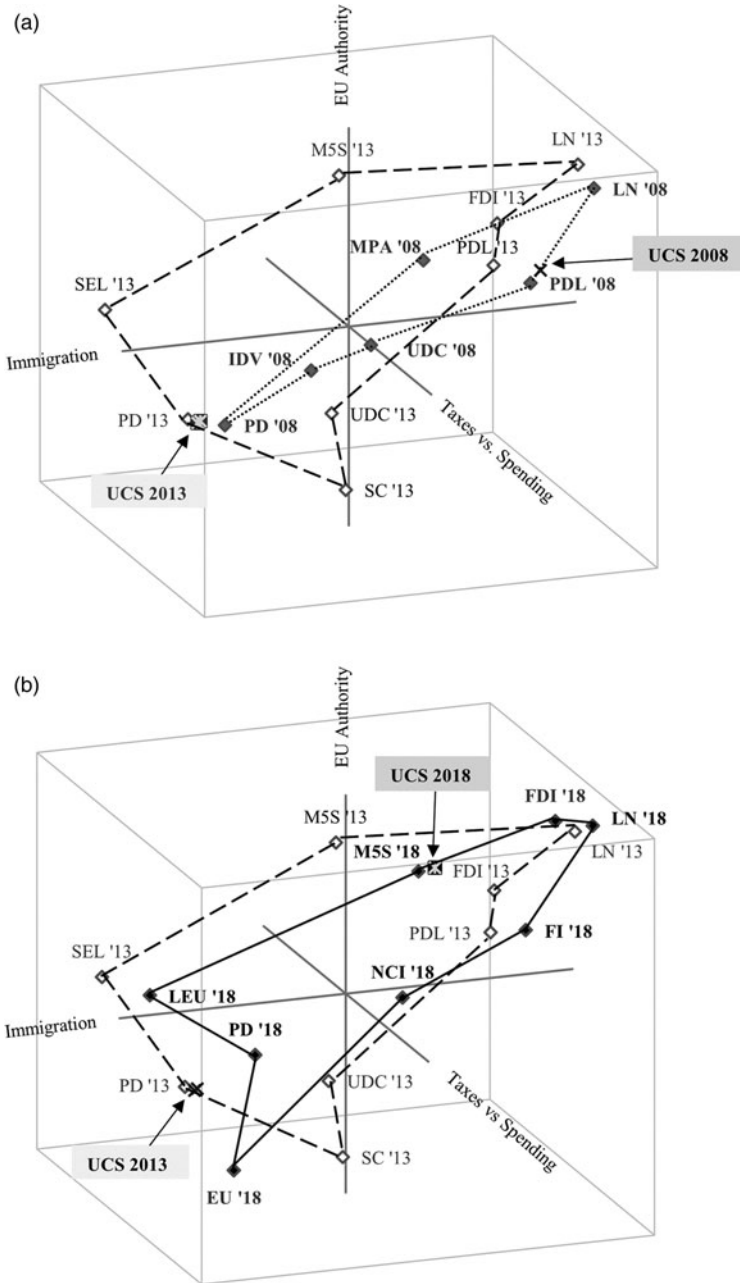 (a)
EU Authority
M5S '13
LN '13
FDI '13
LN '08
MPA '08
PDL '13
UCS 2008
SEL '13
PDL '08
Immigration
UDC '08
IDV '08
PD '13
PD '08
UDC '13
Taxes vs. Spending
UCS 2013
SC '13
(b)
EU Authority
UCS 2018
FDI '18
M5S '13
LN '18
M5S '18
LN '13
FDI '13
PDL '13
FI '18
SEL '13
NCI '18
LEU '18
Immigration
PD '18
PD '13
UDC '13
Taxes vs Spending
UCS 2013
SC '13
EU '18